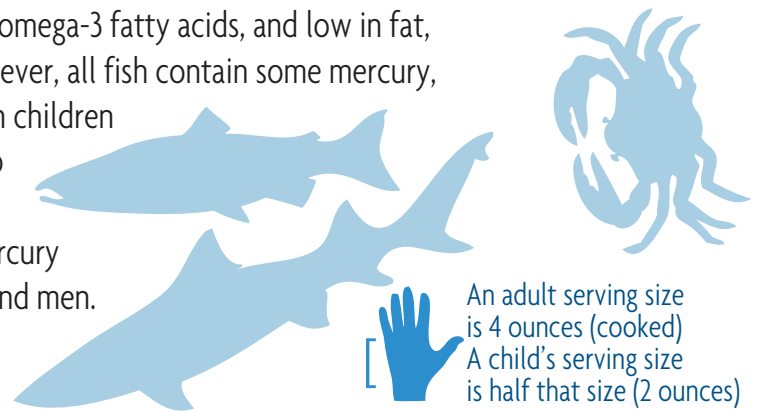 omega-3 fatty acids, and low in fat,
ever, all fish contain some mercury,
children
rcury
nd men.
An adult serving size
is 4 ounces (cooked)
A child’s serving size
is half that size (2 ounces)